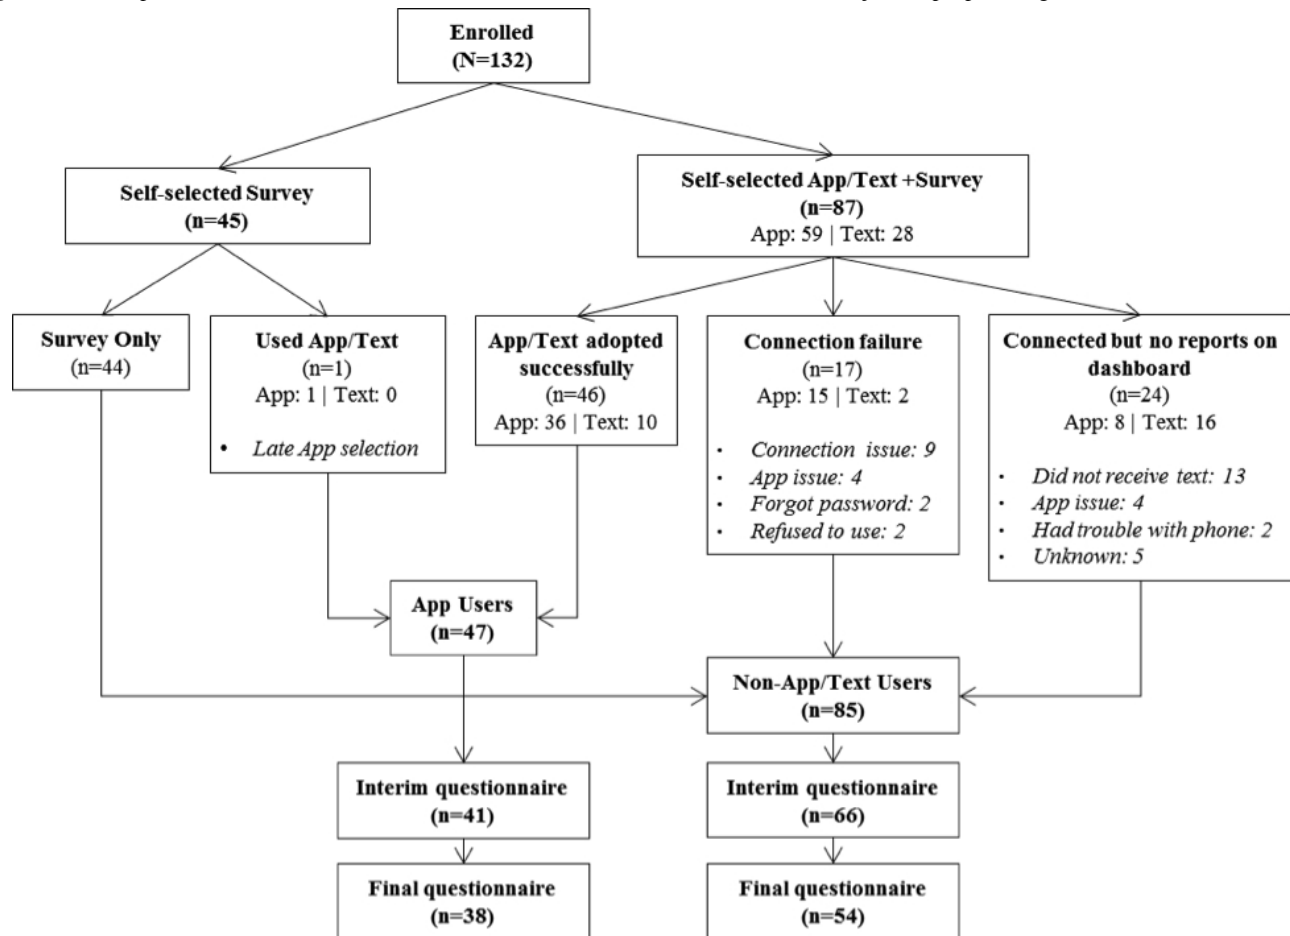 Enrolled
(N=132)
Self-selected Survey
(n=45)
Self-selected App/Text +Survey
(n=87)
App: 59 | Text: 28
Survey Only
(n=44)
Used App/Text
(n=1)
App: 1 | Text: 0
• Late App selection
App/Text adopted
successfully
(n=46)
App: 36 | Text: 10
Connection failure
(n=17)
App: 15 | Text: 2
· Connection issue: 9
· App issue: 4
· Forgot password: 2
· Refused to use: 2
Connected but no reports on
dashboard
(n=24)
App: 8 | Text: 16
· Did not receive text: 13
· App issue: 4
· Had trouble with phone: 2
· Unknown: 5
App Users
(n=47)
Non-App/Text Users
(n=85)
Interim questionnaire
(n=41)
Interim questionnaire
(n=66)
Final questionnaire
(n=38)
Final questionnaire
(n=54)